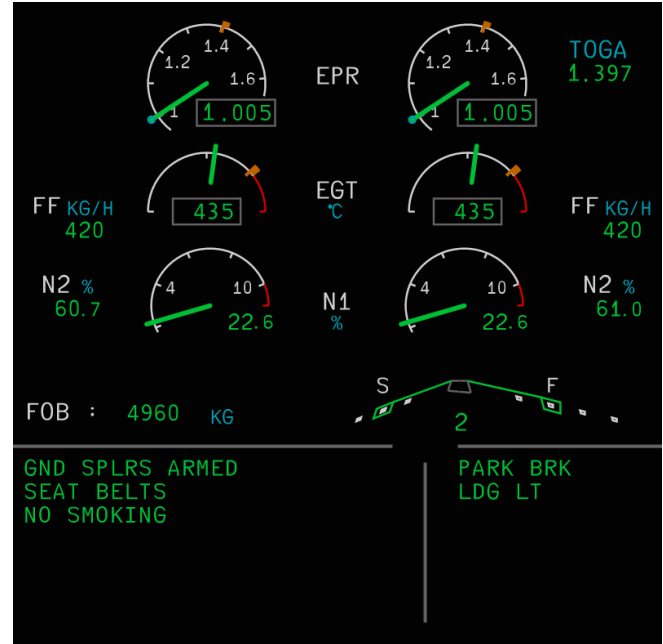 1.4 1.4
1.2 1.2 TOGA
1.6 EPR 1.6 1.397
1 1.005 1 1.005
EGT
FF KG/H 435 °C 435 FF KG/H
420 420
N2 % 4 10 4 10 N2 %
60.7 N1 61.0
22.6 % 22.6
S F
FOB : 4960 KG 2
GND SPLRS ARMED PARK BRK
SEAT BELTS LDG LT
NO SMOKING